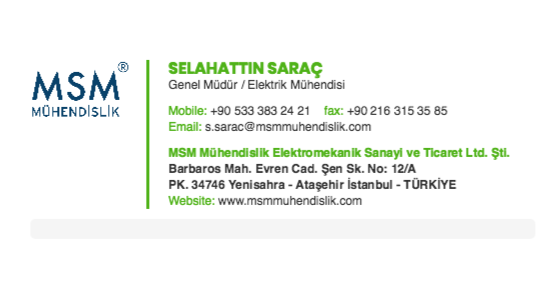 MSM®
MÜHENDİSLİK
SELAHATTIN SARAÇ
Genel Müdür / Elektrik Mühendisi
Mobile: +90 533 383 24 21 fax: +90 216 315 35 85
Email: s.sarac@msmmuhendislik.com
MSM Mühendislik Elektromekanik Sanayi ve Ticaret Ltd. Şti.
Barbaros Mah. Evren Cad. Şen Sk. No: 12/A
PK. 34746 Yenisahra - Ataşehir İstanbul - TÜRKİYE
Website: www.msmmuhendislik.com